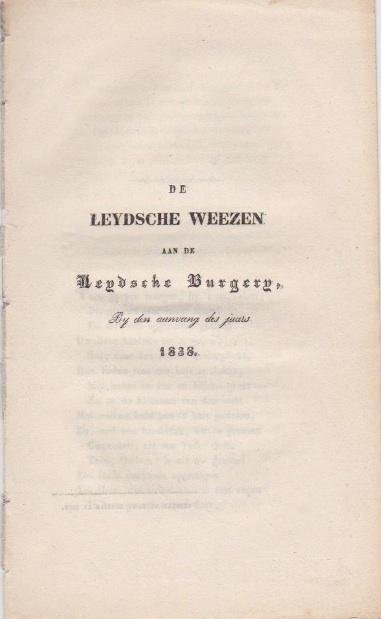 DE
LEYDSCHE WEEZEN
AAN DE
Leydsche Burgery,
By den aanvang des jaars
1838.